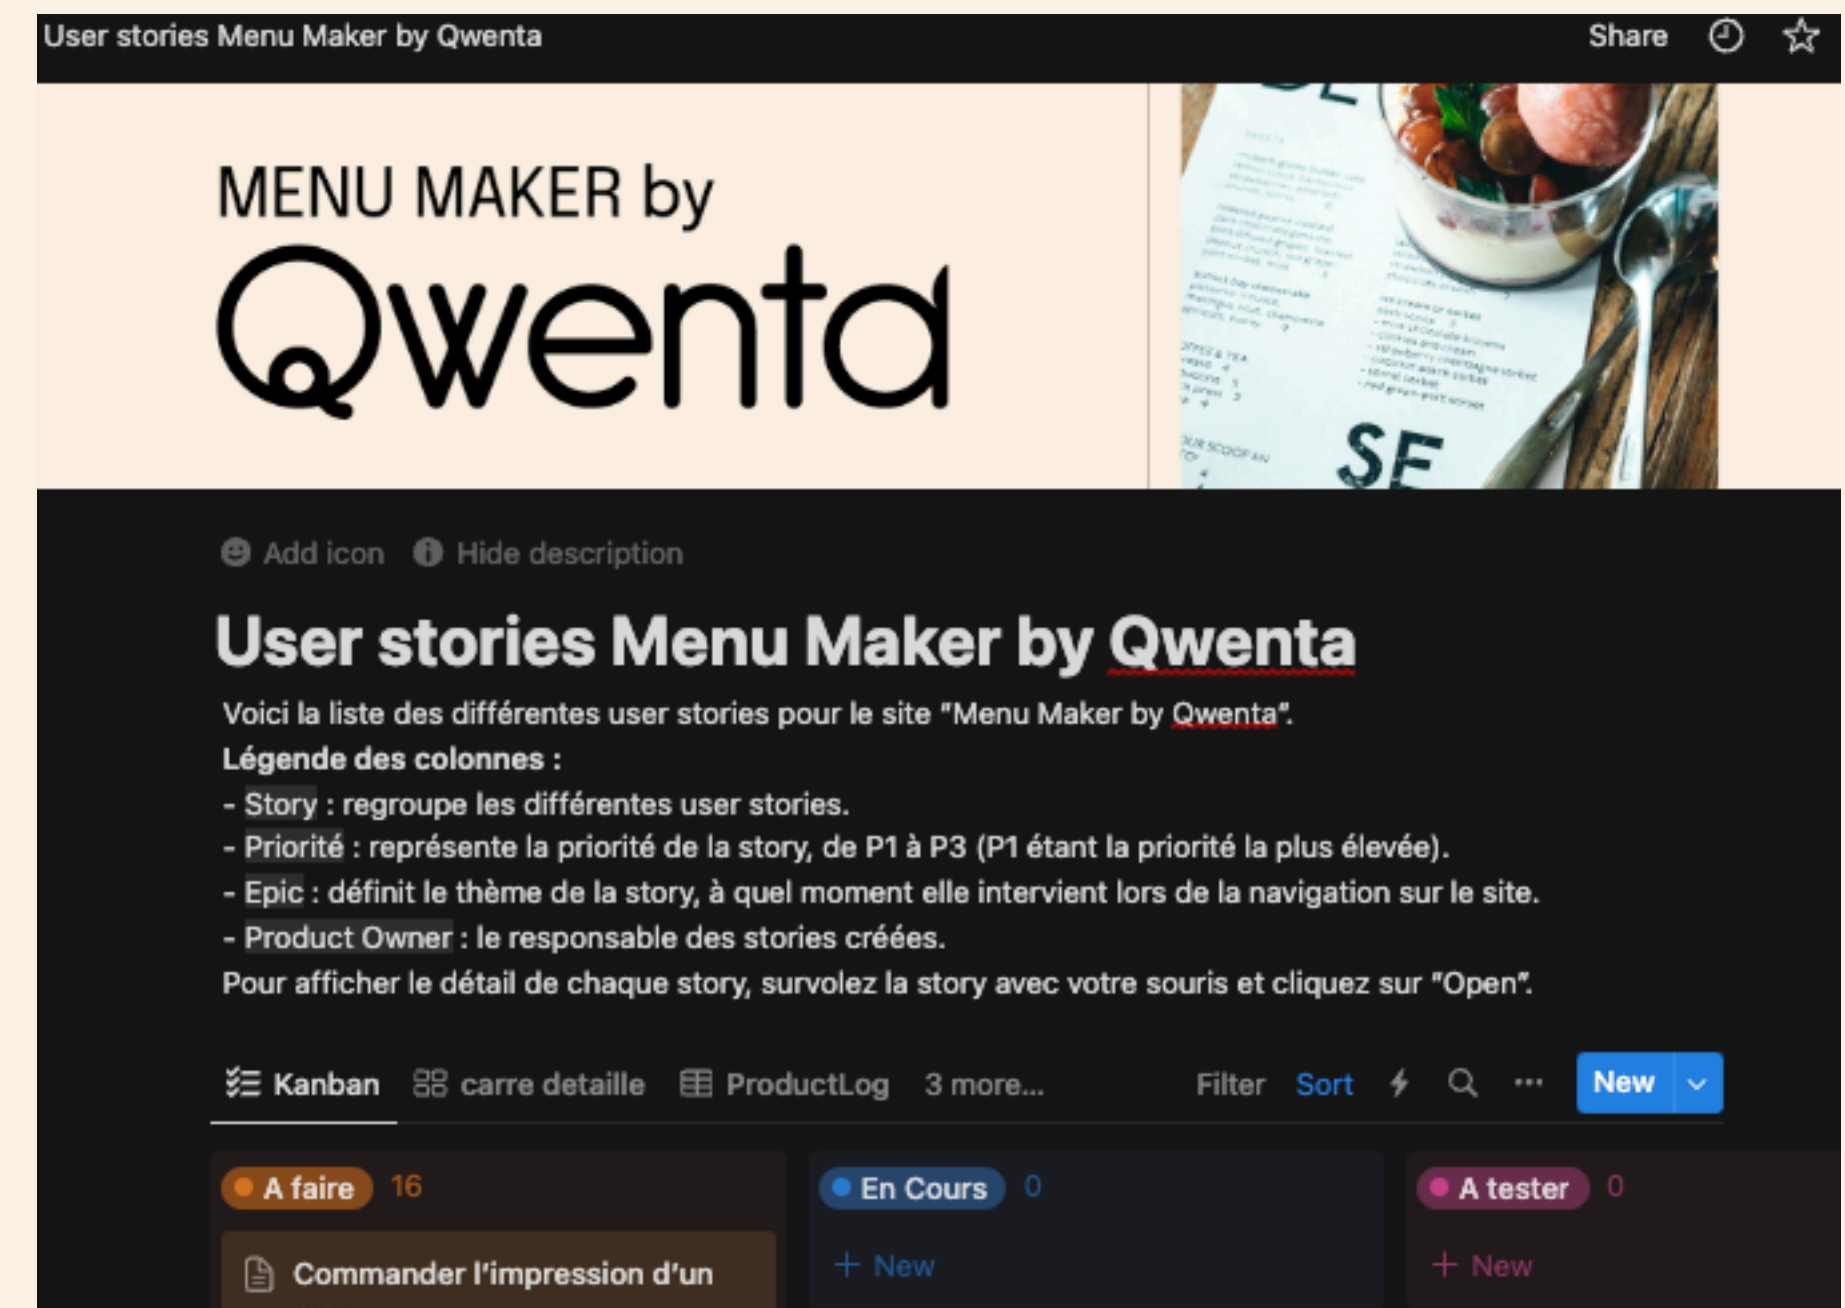 User stories Menu Maker by Qwenta
Share
MENU MAKER by
Qwenta
SE
Add icon
Hide description
User stories Menu Maker by Qwenta
Voici la liste des différentes user stories pour le site "Menu Maker by Qwenta".
Légende des colonnes :
- Story : regroupe les différentes user stories.
- Priorité : représente la priorité de la story, de P1 à P3 (P1 étant la priorité la plus élevée).
- Epic : définit le thème de la story, à quel moment elle intervient lors de la navigation sur le site.
- Product Owner : le responsable des stories créées.
Pour afficher le détail de chaque story, survolez la story avec votre souris et cliquez sur "Open".
Kanban
carre detaille
ProductLog
3 more...
Filter
Sort
New
A faire 16
En Cours 0
A tester 0
Commander l'impression d'un
+ New
+ New